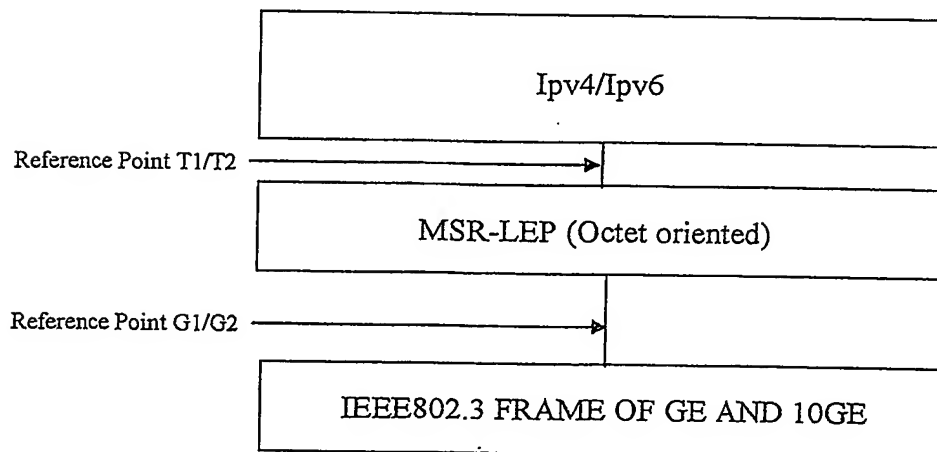 Ipv4/Ipv6
Reference Point T1/T2
MSR-LEP (Octet oriented)
Reference Point G1/G2
IEEE802.3 FRAME OF GE AND 10GE